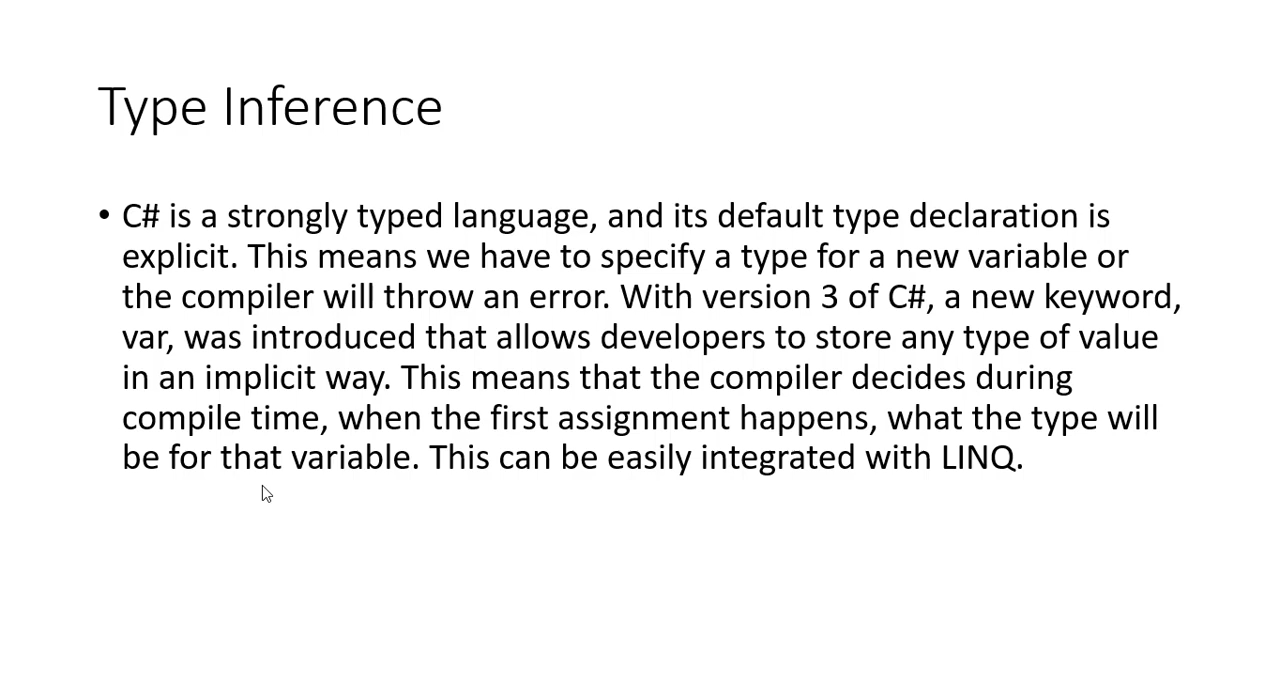 Type Inference
• C# is a strongly typed language, and its default type declaration is
explicit. This means we have to specify a type for a new variable or
the compiler will throw an error. With version 3 of C#, a new keyword,
var, was introduced that allows developers to store any type of value
in an implicit way. This means that the compiler decides during
compile time, when the first assignment happens, what the type will
be for that variable. This can be easily integrated with LINQ.